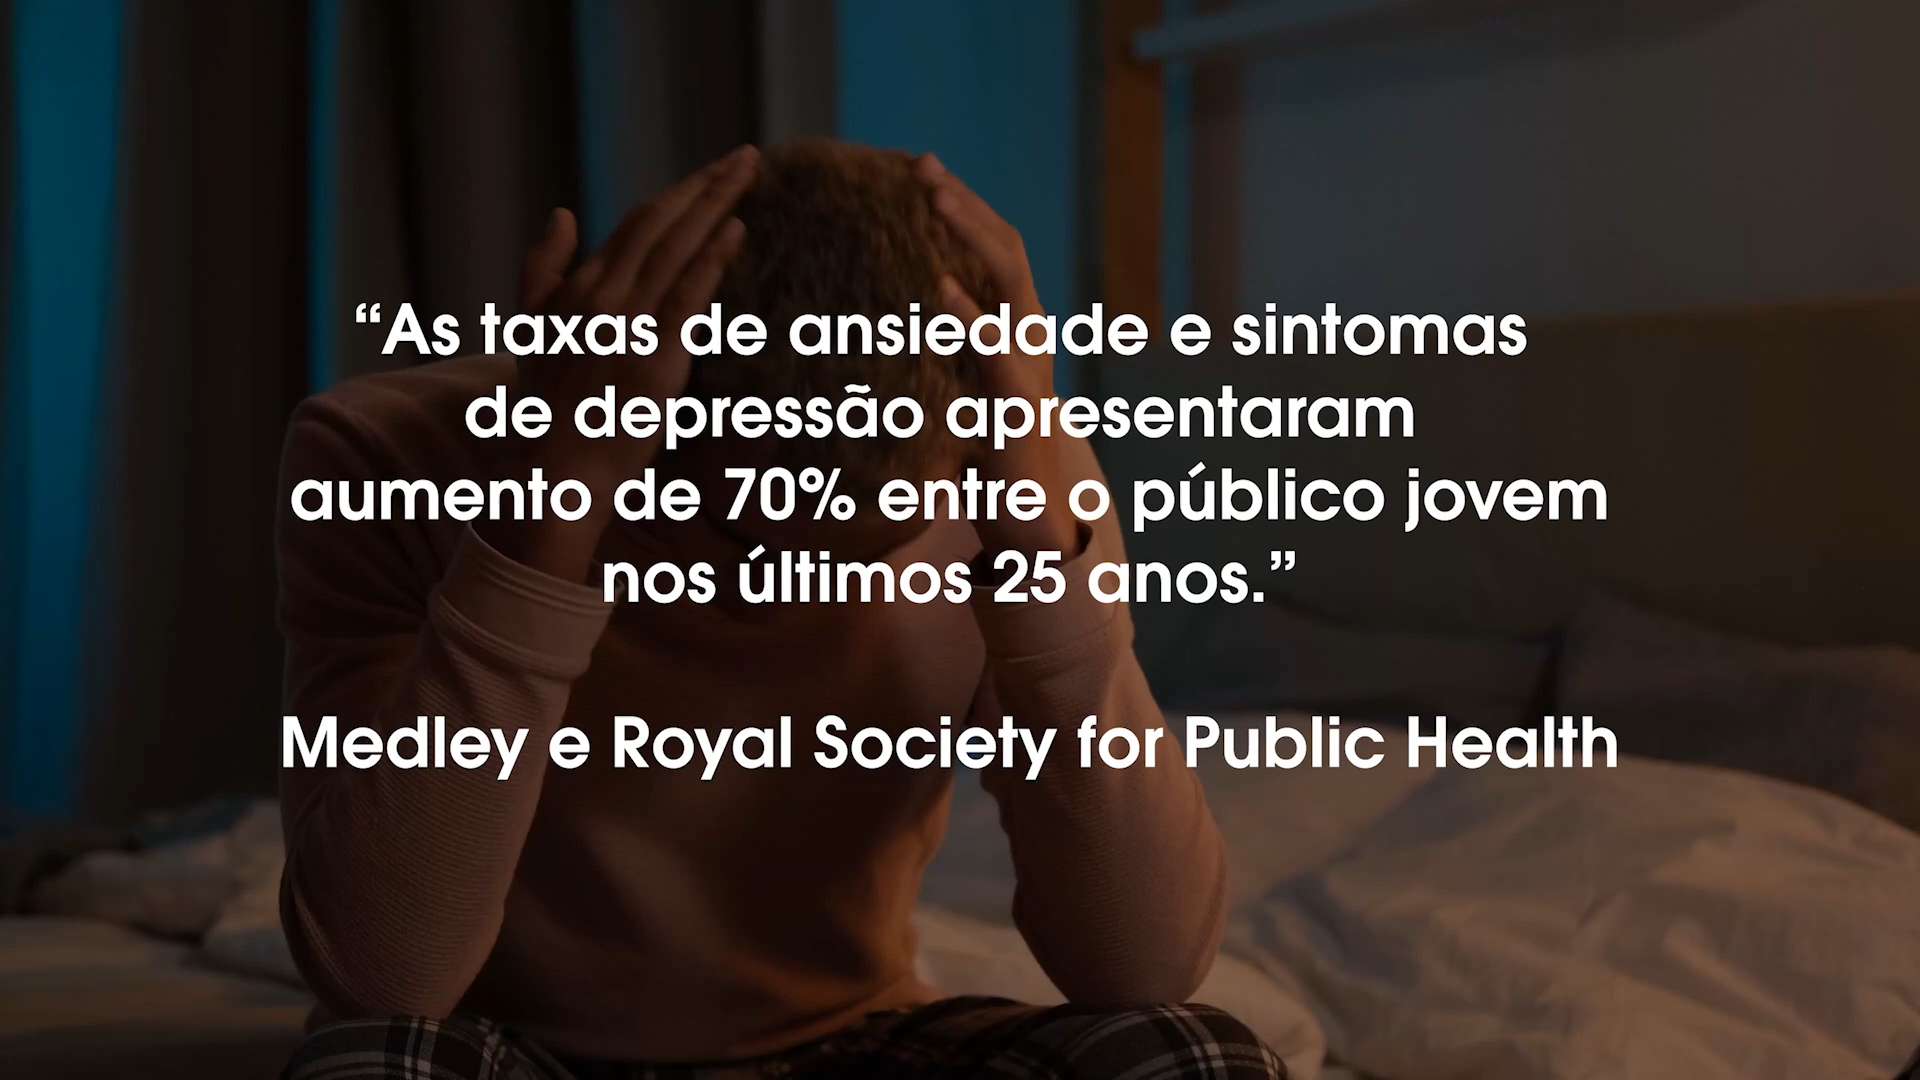 “As taxas de ansiedade e sintomas
de depressão apresentaram
aumento de 70% entre o público jovem
nos últimos 25 anos.”
Medley e Royal Society for Public Health